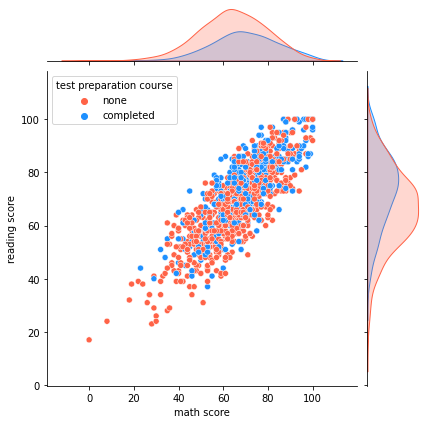 test preparation course
none
completed
100
80
60
40
20
0
reading score
0
20
40
60
80
100
math score